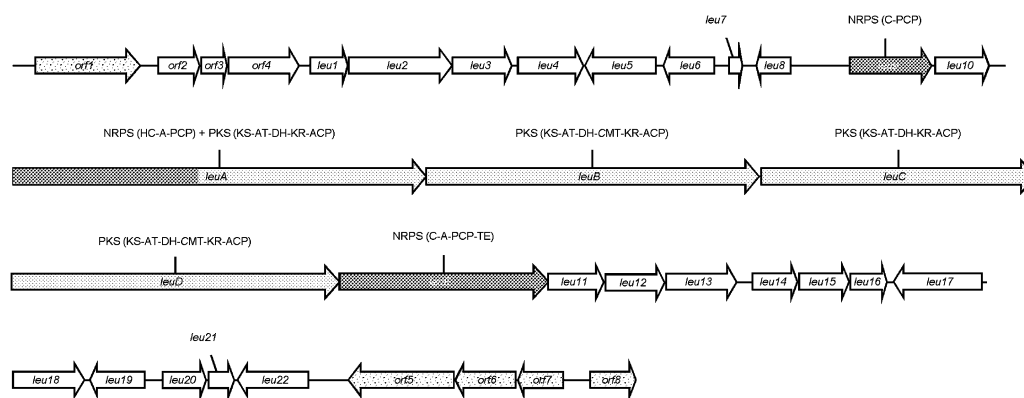 leu7 NRPS (C-PCP)
orf1 orf2 orf3 orf4 leu1 leu2 leu3 leu4 leu5 leu6 leu8 leu10
NRPS (HC-A-PCP) + PKS (KS-AT-DH-KR-ACP) PKS (KS-AT-DH-CMT-KR-ACP) PKS (KS-AT-DH-KR-ACP)
leuA leuB leuC
PKS (KS-AT-DH-CMT-KR-ACP) NRPS (C-A-PCP-TE)
leuD leu11 leu12 leu13 leu14 leu15 leu16 leu17
leu21
leu18 leu19 leu20 leu22 orf5 orf6 orf7 orf8